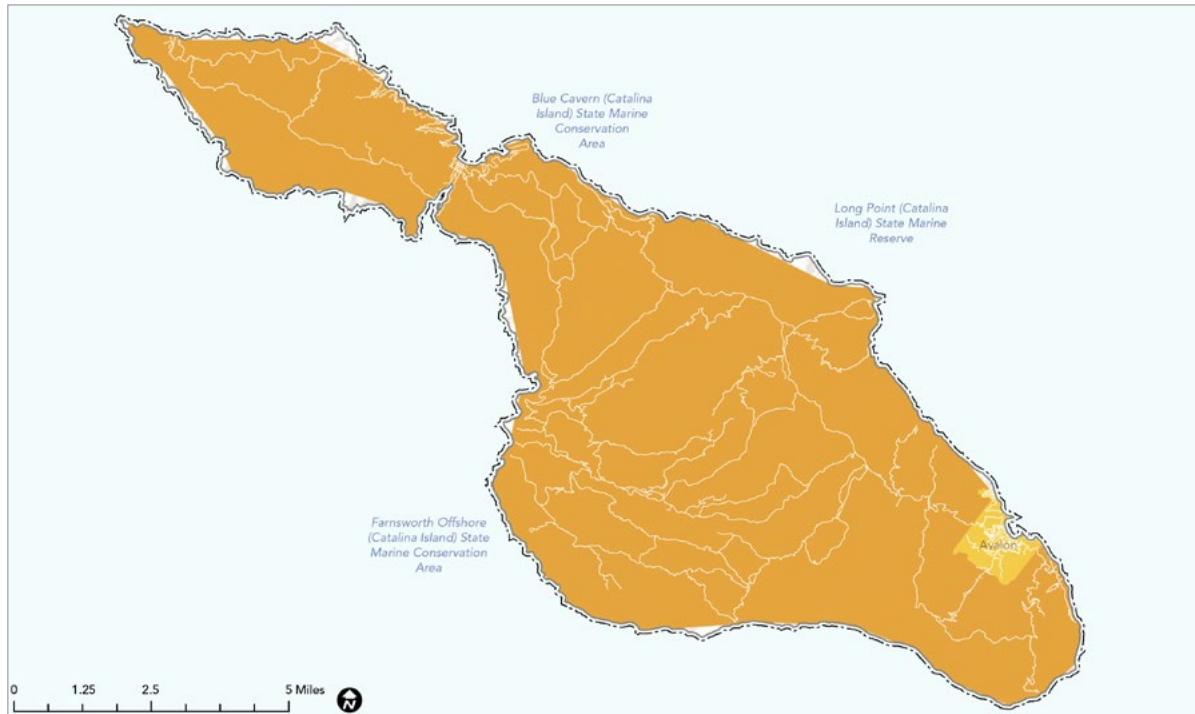 Blue Cavern (Catalina
Island) State Marine
Conservation
Area
Long Point (Catalina
Island) State Marine
Reserve
Farnsworth Offshore
(Catalina Island) State
Marine Conservation
Area
Avalon
0 1.25 2.5 5 Miles
N